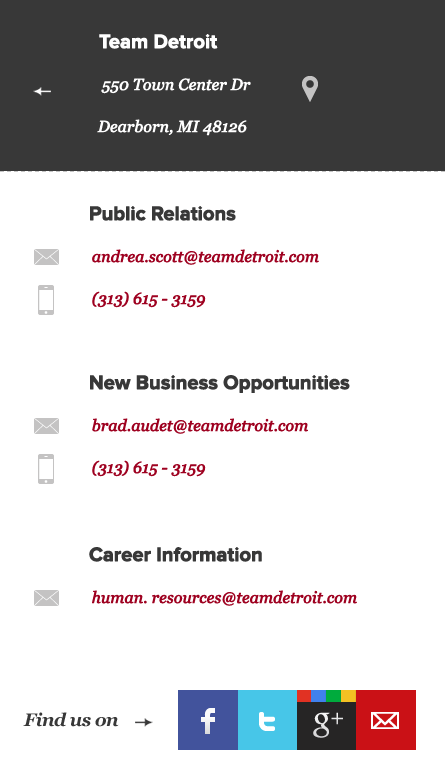 Team Detroit
550 Town Center Dr
Dearborn, MI 48126
Public Relations
andrea.scott@teamdetroit.com
(313) 615 - 3159
New Business Opportunities
brad.audet@teamdetroit.com
(313) 615 - 3159
Career Information
human. resources@teamdetroit.com
Find us on
f
t
g+